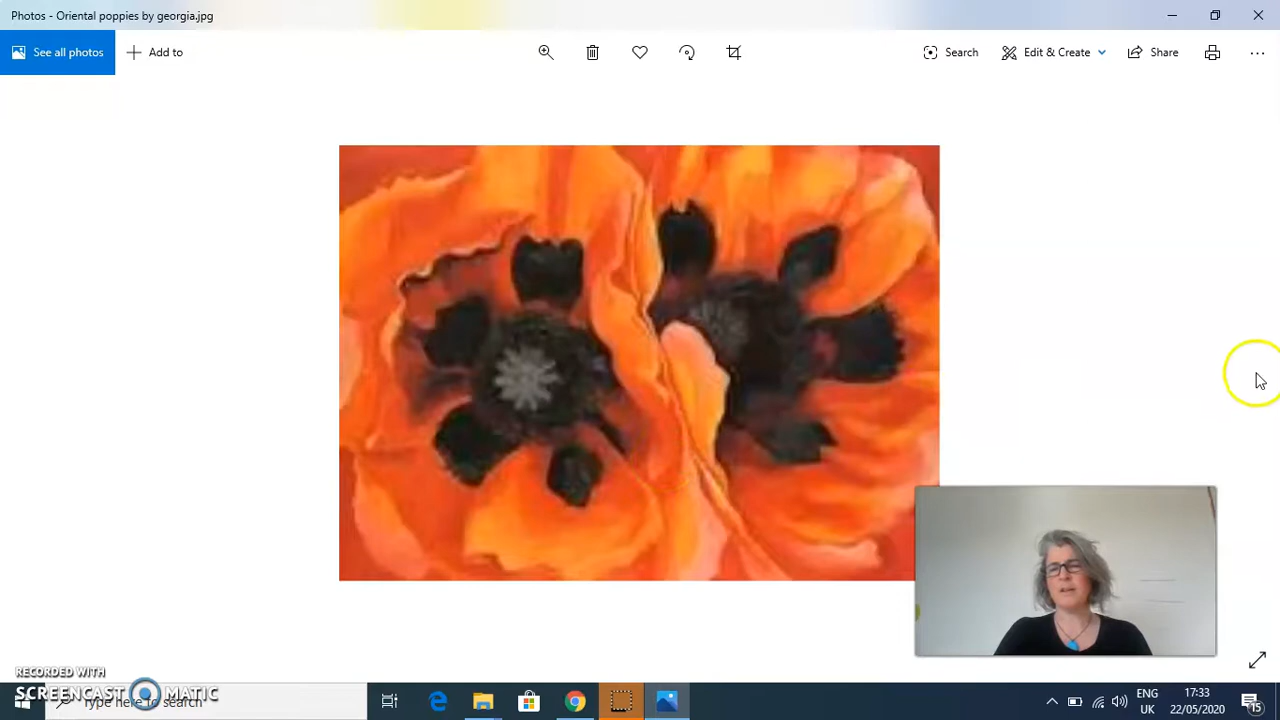 Photos - Oriental poppies by georgia.jpg
See all photos
Add to
Search
Edit & Create
Share
RECORDED WITH
SCREENCAST MATIC
Type here to search
ENG
UK
17:33
22/05/2020
15